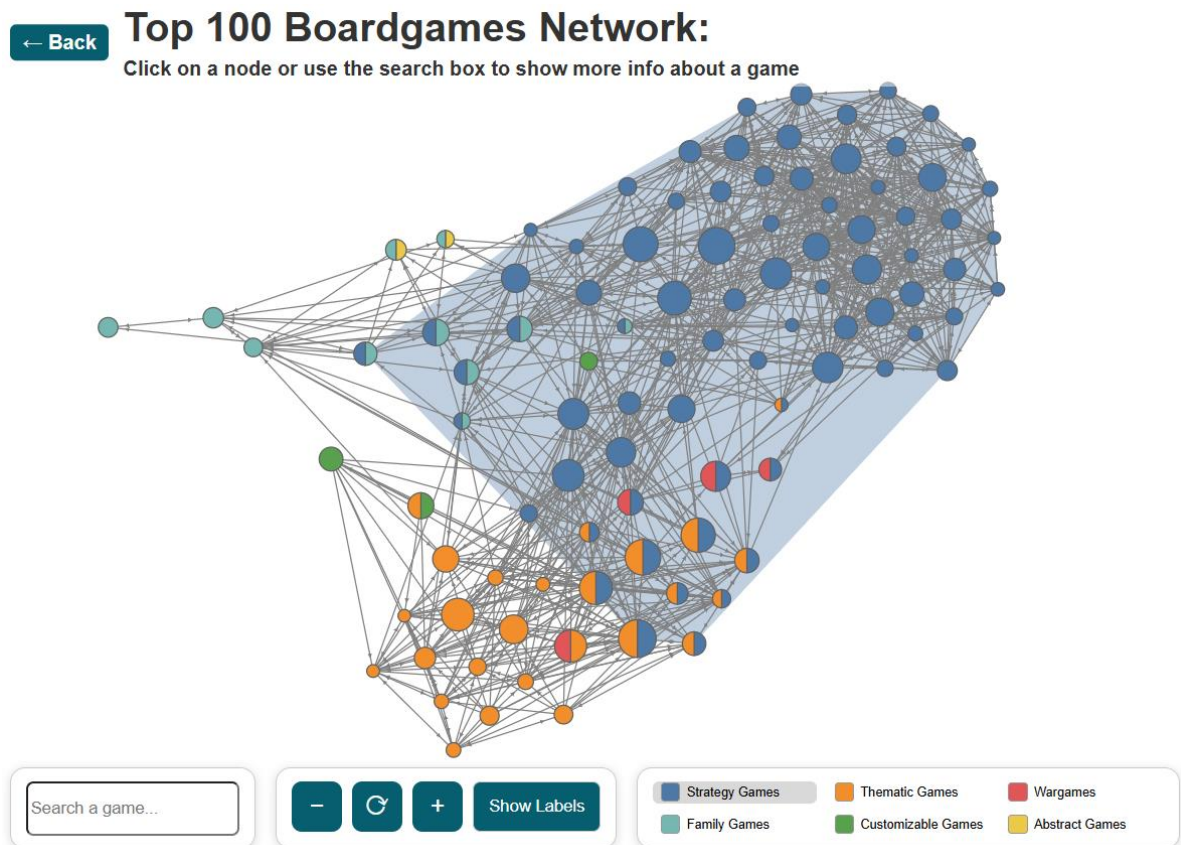 ← Back
Top 100 Boardgames Network:
Click on a node or use the search box to show more info about a game
Search a game...
− ⟳ + Show Labels
Strategy Games Thematic Games Wargames
Family Games Customizable Games Abstract Games